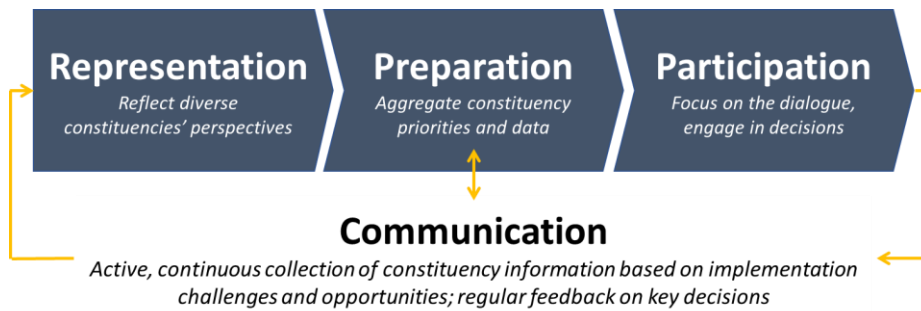 Representation
Reflect diverse
constituencies' perspectives
Preparation
Aggregate constituency
priorities and data
Participation
Focus on the dialogue,
engage in decisions
Communication
Active, continuous collection of constituency information based on implementation
challenges and opportunities; regular feedback on key decisions